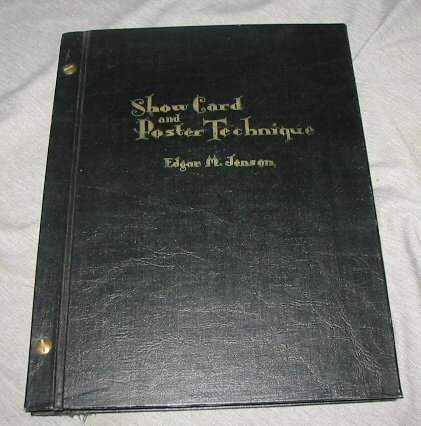 Show Card
and
Poster Technique
Edgar M. Jenson